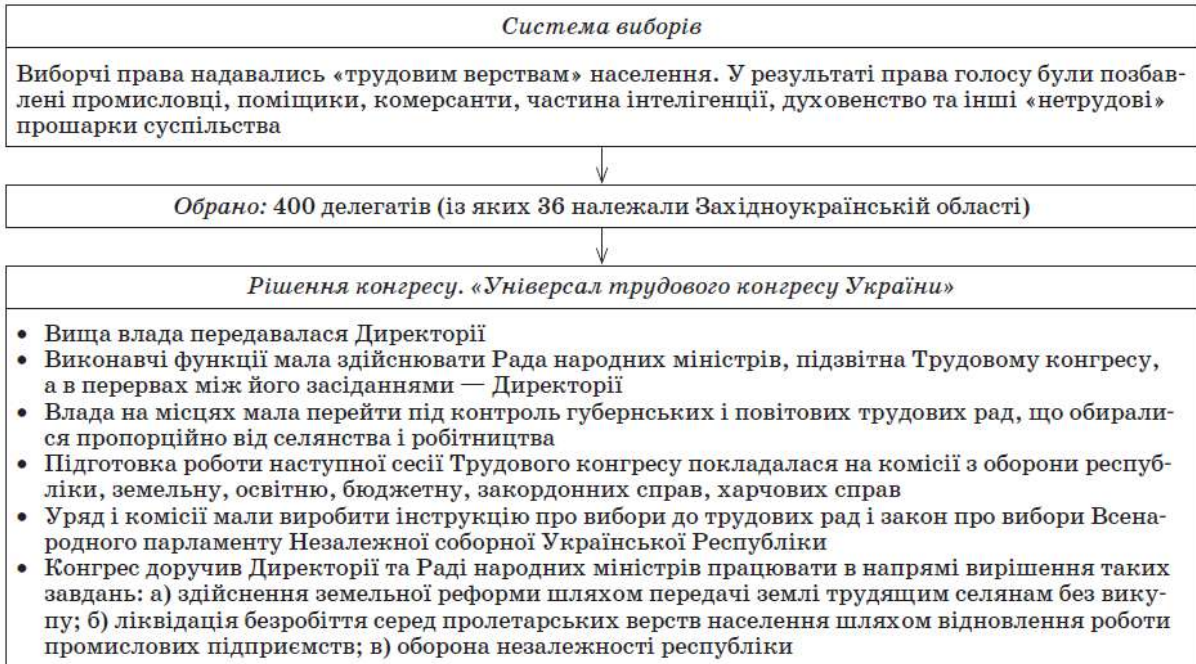 Система виборів
Виборчі права надавались «трудовим верствам» населення. У результаті права голосу були позбав-
лені промисловці, поміщики, комерсанти, частина інтелігенції, духовенство та інші «нетрудові»
прошарки суспільства
Обрано: 400 делегатів (із яких 36 належали Західноукраїнській області)
Рішення конгресу. «Універсал трудового конгресу України»
• Вища влада передавалася Директорії
• Виконавчі функції мала здійснювати Рада народних міністрів, підзвітна Трудовому конгресу,
а в перервах між його засіданнями — Директорії
• Влада на місцях мала перейти під контроль губернських і повітових трудових рад, що обирали-
ся пропорційно від селянства і робітництва
• Підготовка роботи наступної сесії Трудового конгресу покладалася на комісії з оборони респуб-
ліки, земельну, освітню, бюджетну, закордонних справ, харчових справ
• Уряд і комісії мали виробити інструкцію про вибори до трудових рад і закон про вибори Всена-
родного парламенту Незалежної соборної Української Республіки
• Конгрес доручив Директорії та Раді народних міністрів працювати в напрямі вирішення таких
завдань: а) здійснення земельної реформи шляхом передачі землі трудящим селянам без вику-
пу; б) ліквідація безробіття серед пролетарських верств населення шляхом відновлення роботи
промислових підприємств; в) оборона незалежності республіки